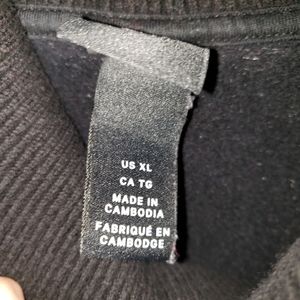 US XL
CA TG
MADE IN
CAMBODIA
FABRIQUÉ EN
CAMBODGE